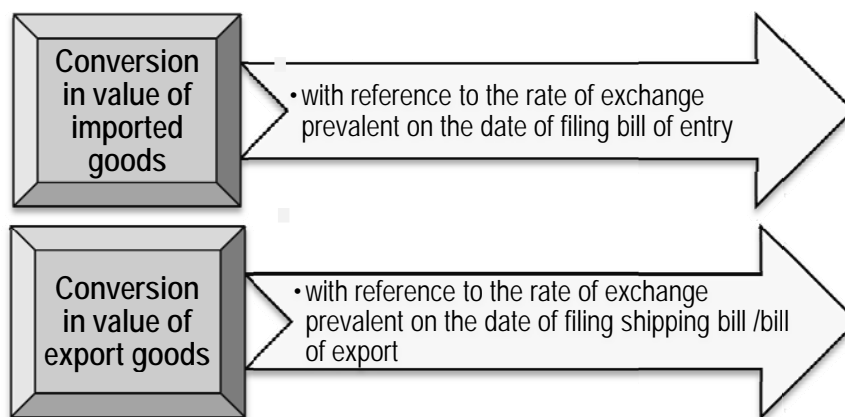 Conversion
in value of
imported
goods
• with reference to the rate of exchange
prevalent on the date of filing bill of entry
Conversion
in value of
export goods
• with reference to the rate of exchange
prevalent on the date of filing shipping bill /bill
of export